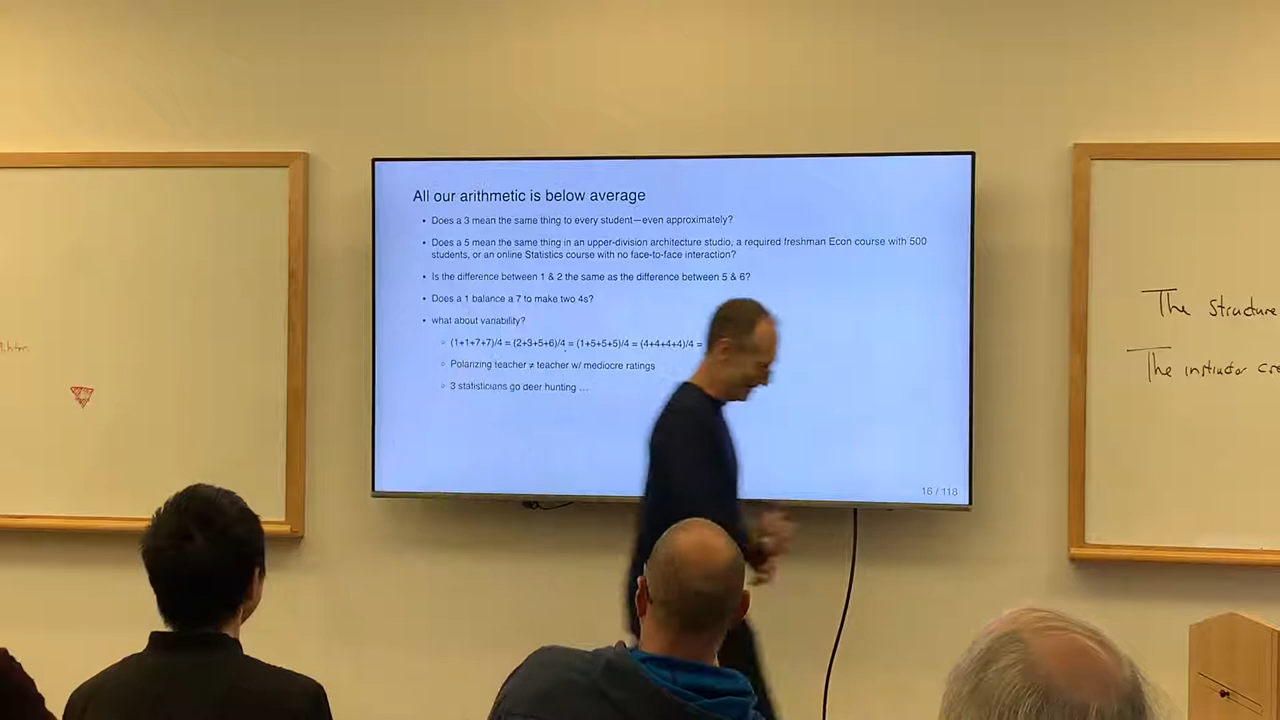 All our arithmetic is below average
• Does a 3 mean the same thing to every student—even approximately?
• Does a 5 mean the same thing in an upper-division architecture studio, a required freshman Econ course with 500
students, or an online Statistics course with no face-to-face interaction?
• Is the difference between 1 & 2 the same as the difference between 5 & 6?
• Does a 1 balance a 7 to make two 4s?
• what about variability?
◦ (1+1+7+7)/4 = (2+3+5+6)/4 = (1+5+5+5)/4 = (4+4+4+4)/4 =
◦ Polarizing teacher ≠ teacher w/ mediocre ratings
◦ 3 statisticians go deer hunting …
16 / 118
The structure
The instructor